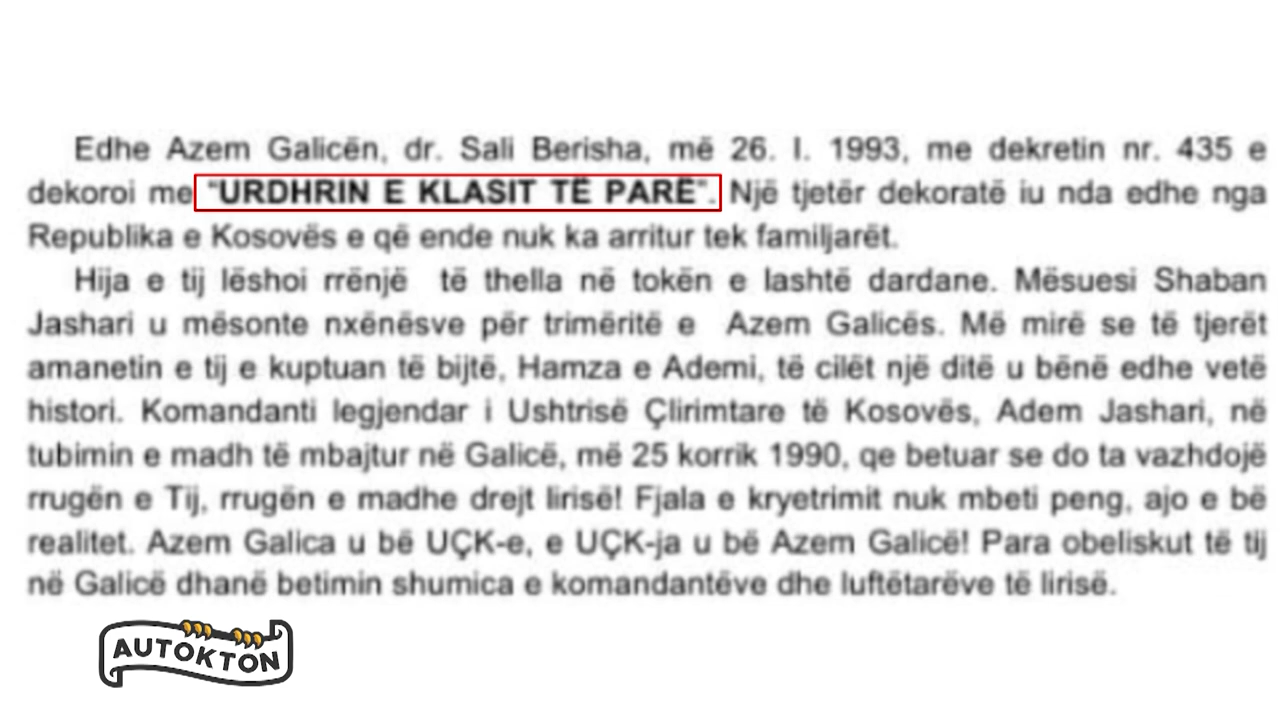 Edhe Azem Galicën, dr. Sali Berisha, më 26. I. 1993, me dekretin nr. 435 e
dekoroi me "URDHRIN E KLASIT TË PARË". Një tjetër dekoratë iu nda edhe nga
Republika e Kosovës e që ende nuk ka arritur tek familjarët.
Hija e tij lëshoi rrënjë të thella në tokën e lashtë dardane. Mësuesi Shaban
Jashari u mësonte nxënësve për trimëritë e Azem Galicës. Më mirë se të tjerët
amanetin e tij e kuptuan të bijtë, Hamza e Ademi, të cilët një ditë u bënë edhe vetë
histori. Komandanti legjendar i Ushtrisë Çlirimtare të Kosovës, Adem Jashari, në
tubimin e madh të mbajtur në Galicë, më 25 korrik 1990, qe betuar se do ta vazhdojë
rrugën e Tij, rrugën e madhe drejt lirisë! Fjala e kryetrimit nuk mbeti peng, ajo e bë
realitet. Azem Galica u bë UÇK-e, e UÇK-ja u bë Azem Galicë! Para obeliskut të tij
në Galicë dhanë betimin shumica e komandantëve dhe luftëtarëve të lirisë.
AUTOKTON